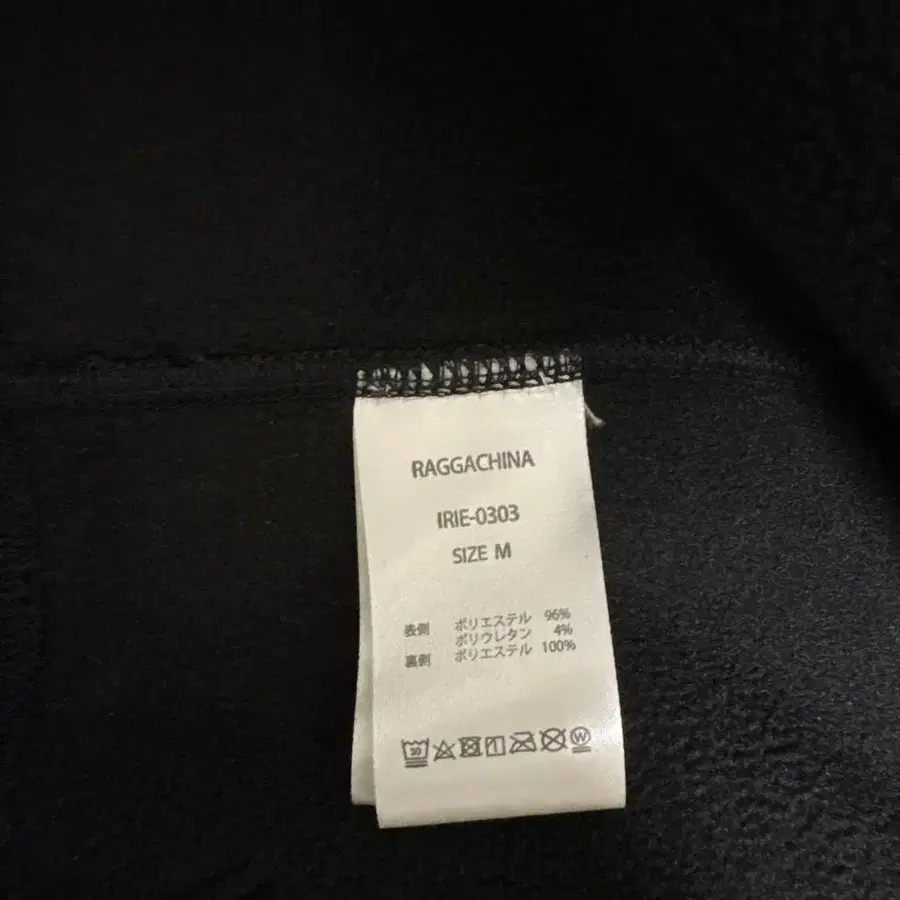 RAGGACHINA
IRIE-0303
SIZE M
表側 ポリエステル 96%
ポリウレタン 4%
裏側 ポリエステル 100%
30 W